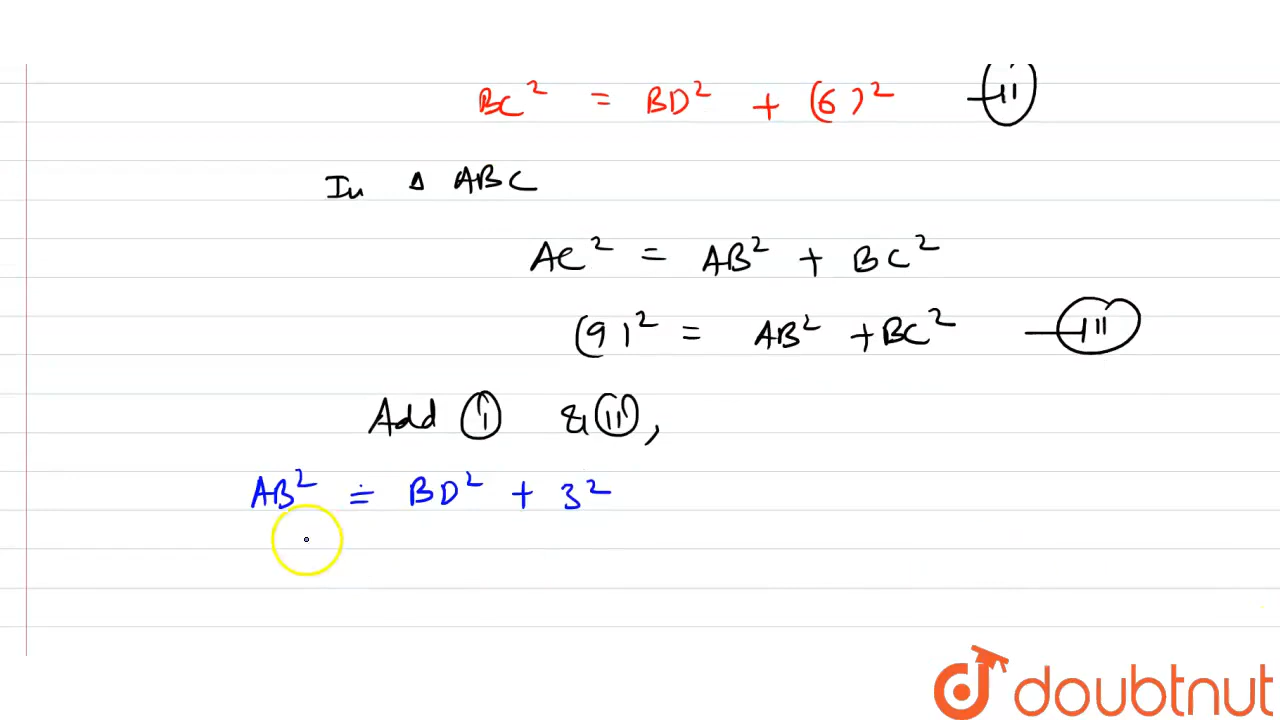 BC² = BD² + (6)² — (ii)
In Δ ABC
AC² = AB² + BC²
(9)² = AB² + BC² — (iii)
Add (i) & (ii),
AB² = BD² + 3²
doubtnut